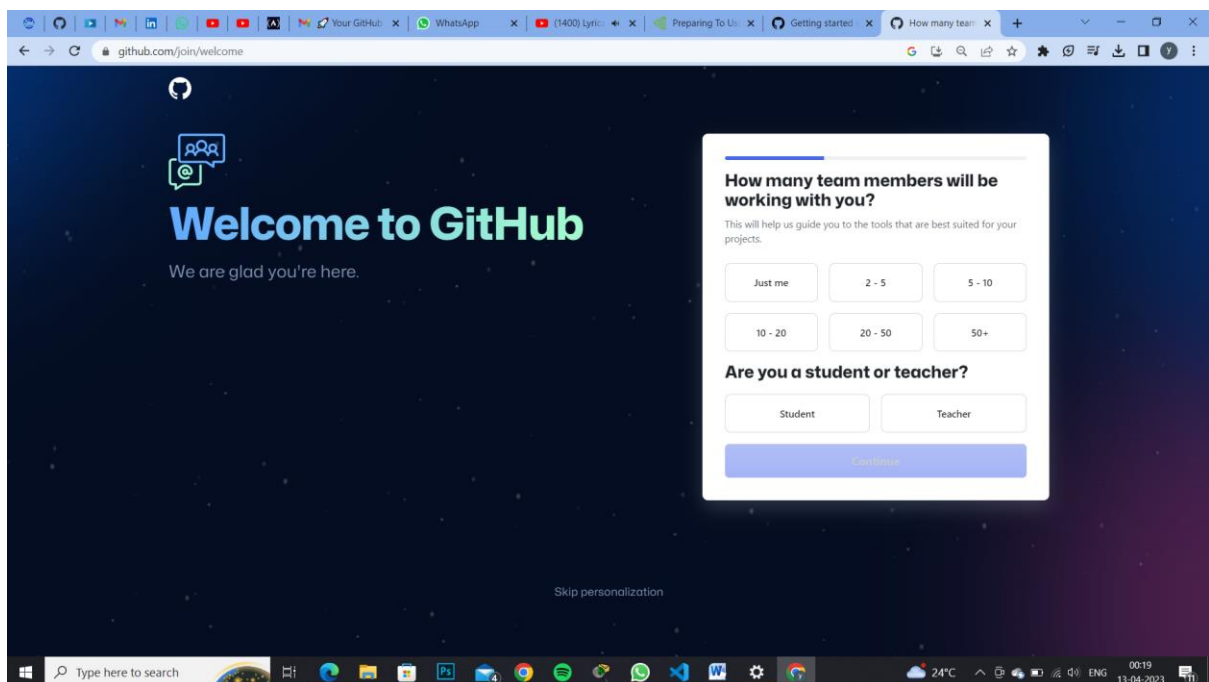 Your GitHub
WhatsApp
(1400) Lyric
Preparing To Us
Getting started
How many team
github.com/join/welcome
Welcome to GitHub
We are glad you're here.
How many team members will be
working with you?
This will help us guide you to the tools that are best suited for your
projects.
Just me
2 - 5
5 - 10
10 - 20
20 - 50
50+
Are you a student or teacher?
Student
Teacher
Continue
Skip personalization
Type here to search
Ps
4
24°C
ENG
00:19
13-04-2023